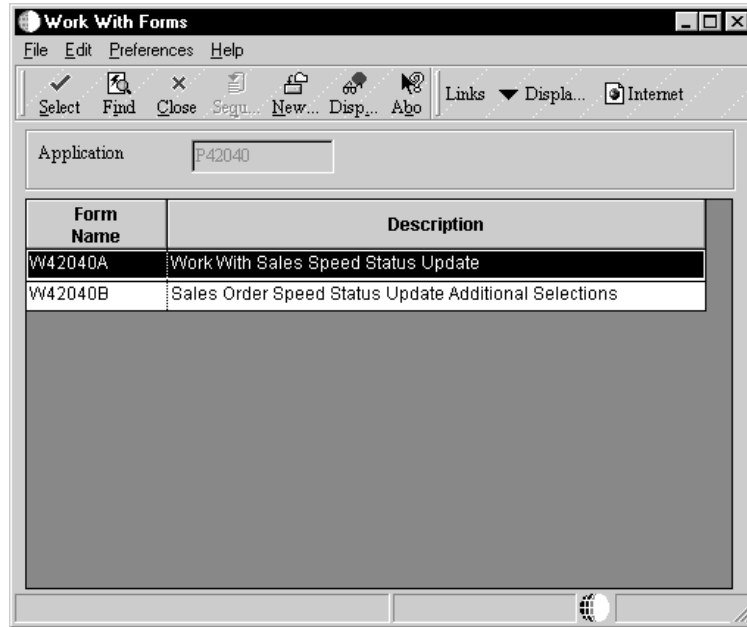 Work With Forms
File Edit Preferences Help
Select Find Close Sequ... New... Disp... Abo Links Displa... Internet
Application P42040
Form Name Description
W42040A Work With Sales Speed Status Update
W42040B Sales Order Speed Status Update Additional Selections